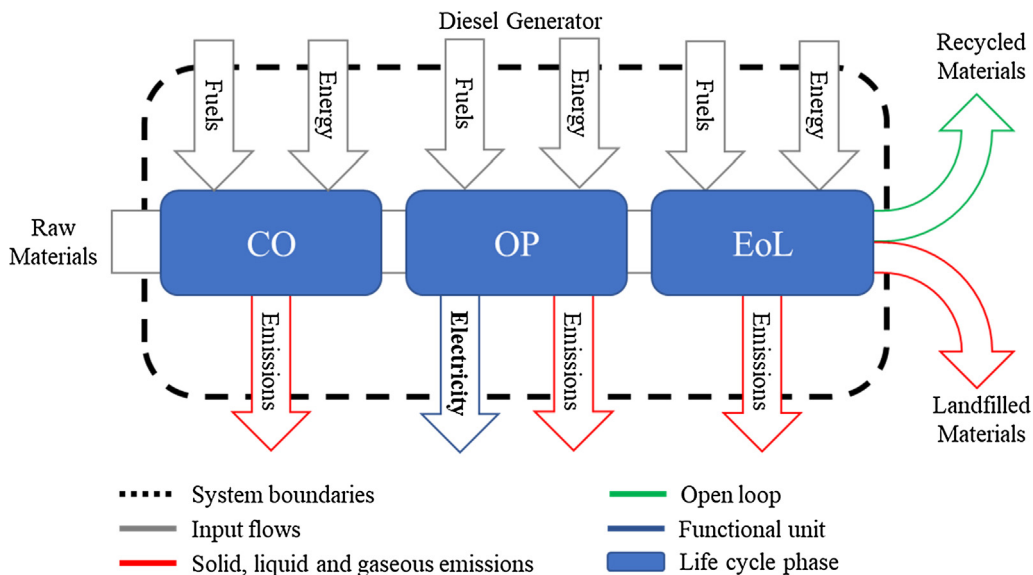 Diesel Generator
Recycled
Materials
Fuels
Energy
Fuels
Energy
Fuels
Energy
Raw
Materials
CO
OP
EoL
Emissions
Electricity
Emissions
Emissions
Landfilled
Materials
System boundaries
Open loop
Input flows
Functional unit
Solid, liquid and gaseous emissions
Life cycle phase